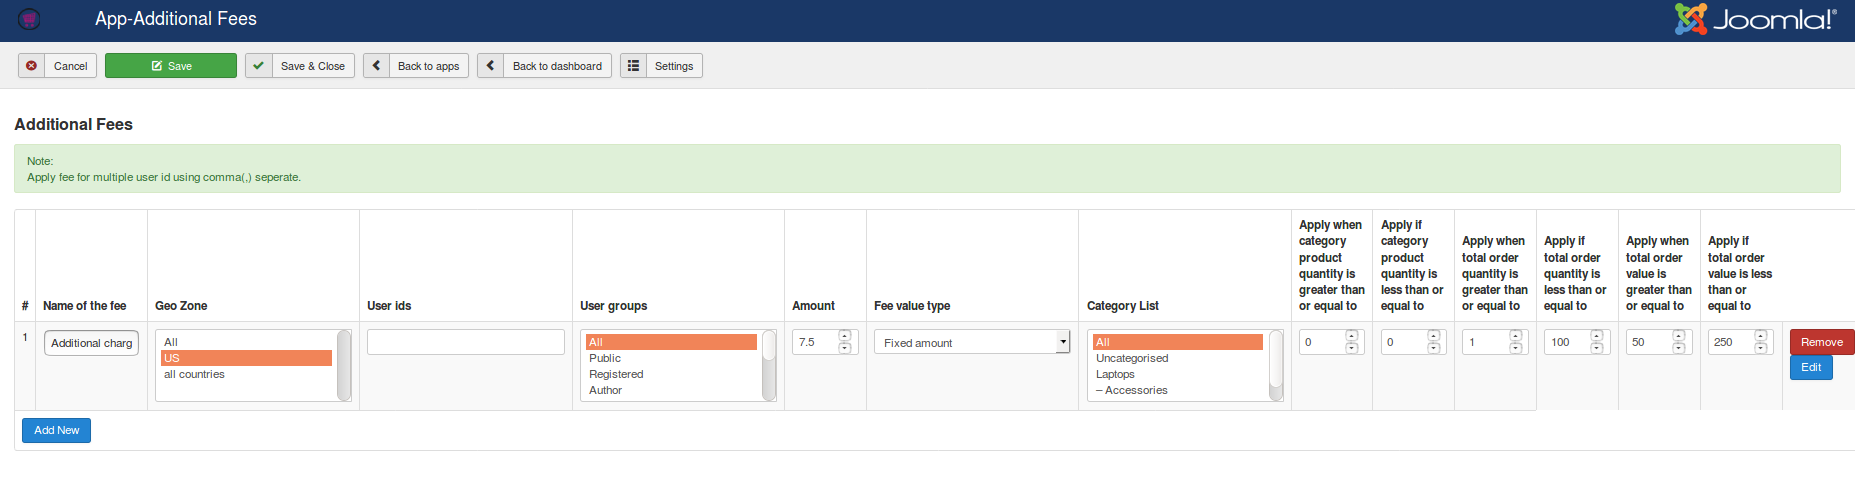 App-Additional Fees
Joomla!®
Cancel
Save
Save & Close
Back to apps
Back to dashboard
Settings
Additional Fees
Note:
Apply fee for multiple user id using comma(,) seperate.
#
Name of the fee
Geo Zone
User ids
User groups
Amount
Fee value type
Category List
Apply when
category
product
quantity is
greater than
or equal to
Apply if
category
product
quantity is
less than or
equal to
Apply when
total order
quantity is
greater than
or equal to
Apply if
total order
quantity is
less than or
equal to
Apply when
total order
value is
greater than
or equal to
Apply if
total order
value is less
than or
equal to
1
Additional charg
All
US
all countries
All
Public
Registered
Author
7.5
Fixed amount
All
Uncategorised
Laptops
– Accessories
0
0
1
100
50
250
Remove
Edit
Add New